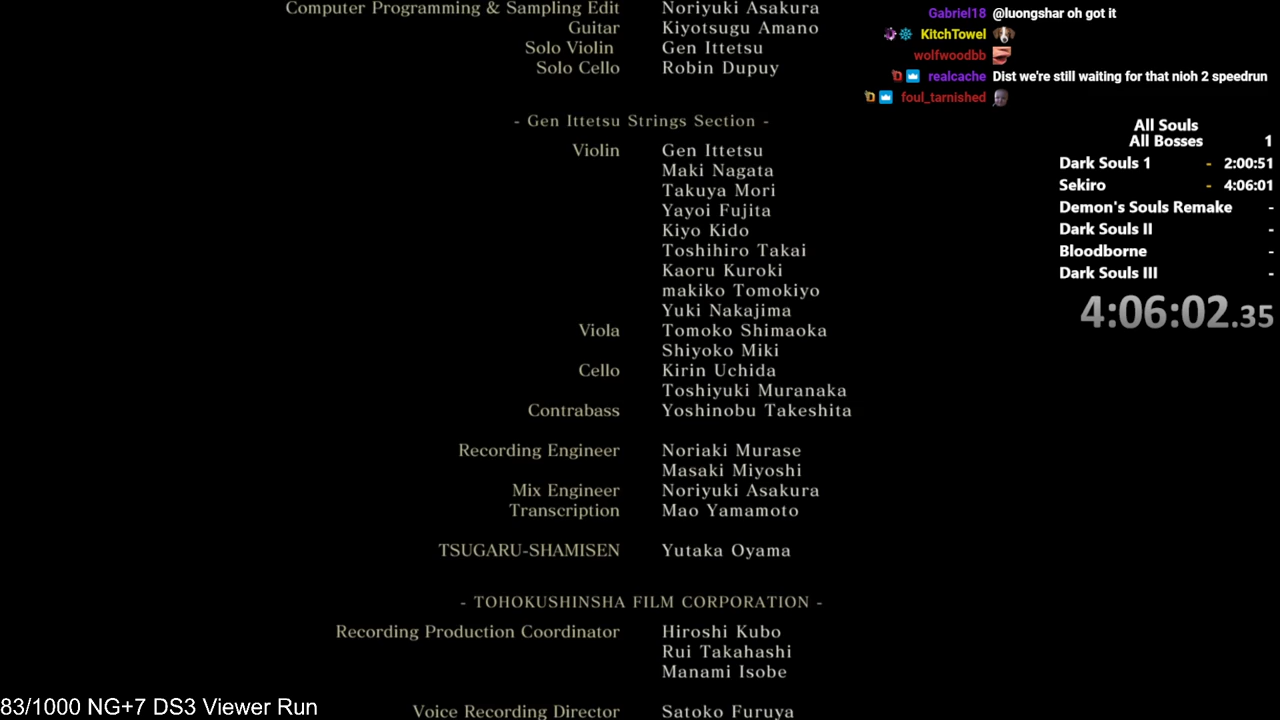 Computer Programming & Sampling Edit Noriyuki Asakura
Guitar Kiyotsugu Amano
Solo Violin Gen Ittetsu
Solo Cello Robin Dupuy
- Gen Ittetsu Strings Section -
Violin Gen Ittetsu
Maki Nagata
Takuya Mori
Yayoi Fujita
Kiyo Kido
Toshihiro Takai
Kaoru Kuroki
makiko Tomokiyo
Yuki Nakajima
Viola Tomoko Shimaoka
Shiyoko Miki
Cello Kirin Uchida
Toshiyuki Muranaka
Contrabass Yoshinobu Takeshita
Recording Engineer Noriaki Murase
Masaki Miyoshi
Mix Engineer Noriyuki Asakura
Transcription Mao Yamamoto
TSUGARU-SHAMISEN Yutaka Oyama
- TOHOKUSHINSHA FILM CORPORATION -
Recording Production Coordinator Hiroshi Kubo
Rui Takahashi
Manami Isobe
Voice Recording Director Satoko Furuya
Gabriel18 @luongshar oh got it
KitchTowel
wolfwoodbb
realcache Dist we're still waiting for that nioh 2 speedrun
foul_tarnished
All Souls
All Bosses 1
Dark Souls 1 - 2:00:51
Sekiro - 4:06:01
Demon's Souls Remake -
Dark Souls II -
Bloodborne -
Dark Souls III -
4:06:02.35
83/1000 NG+7 DS3 Viewer Run